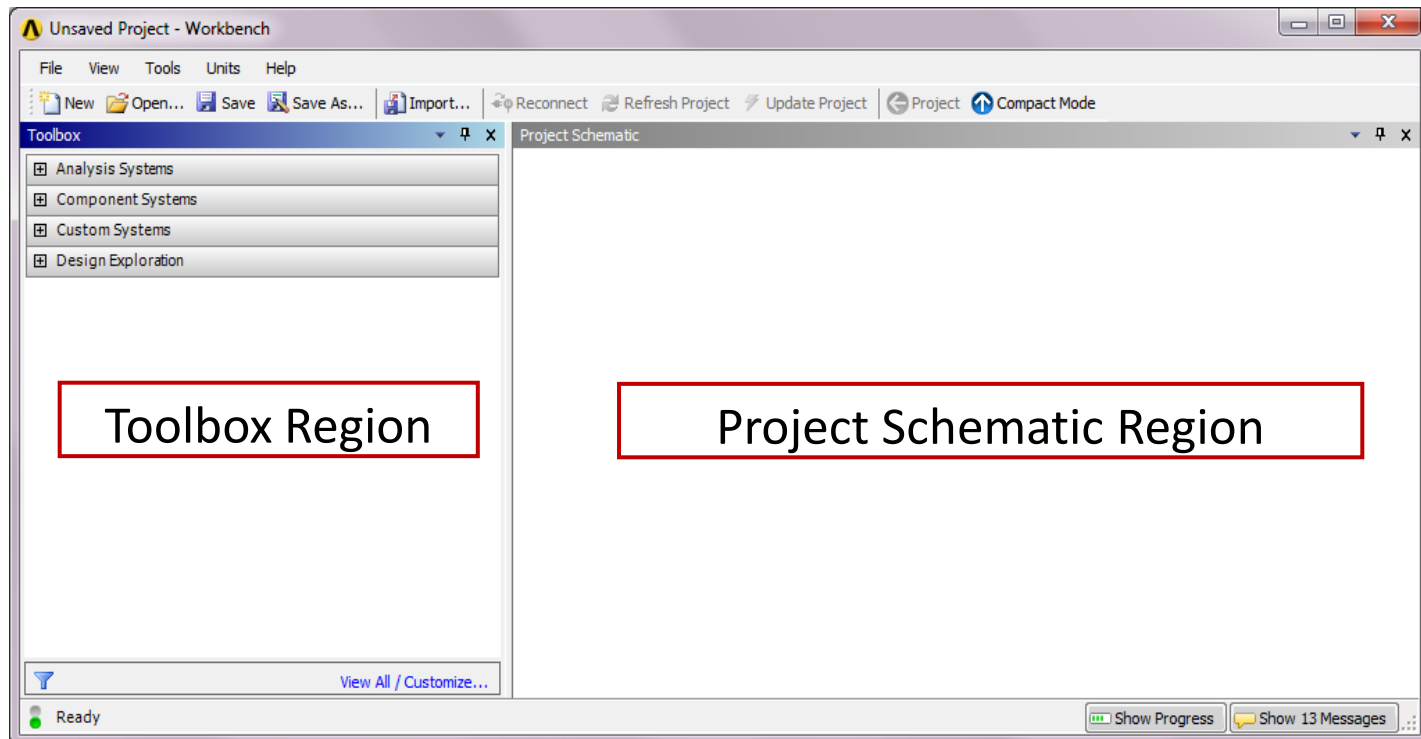 Unsaved Project - Workbench
File View Tools Units Help
New Open... Save Save As... Import... Reconnect Refresh Project Update Project Project Compact Mode
Toolbox
Project Schematic
Analysis Systems
Component Systems
Custom Systems
Design Exploration
Toolbox Region
Project Schematic Region
View All / Customize...
Ready
Show Progress
Show 13 Messages